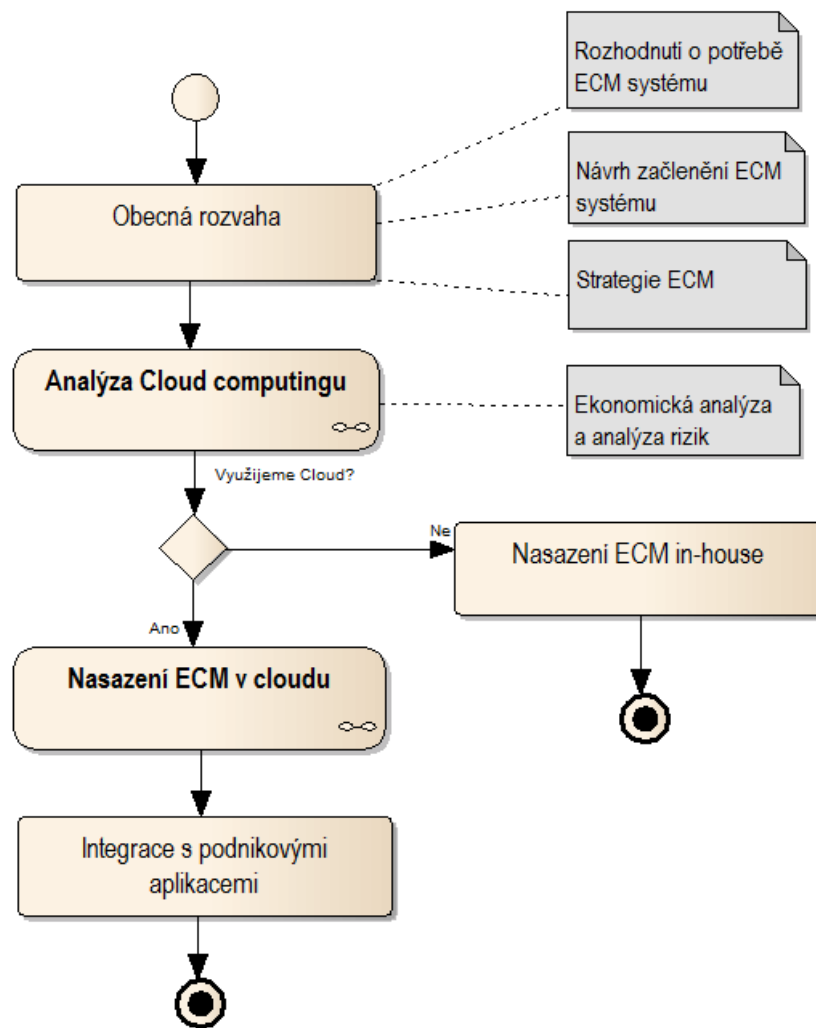 Rozhodnutí o potřebě
ECM systému
Návrh začlenění ECM
systému
Obecná rozvaha
Strategie ECM
Analýza Cloud computingu
Ekonomická analýza
a analýza rizik
Využijeme Cloud?
Ne
Nasazení ECM in-house
Ano
Nasazení ECM v cloudu
Integrace s podnikovými
aplikacemi